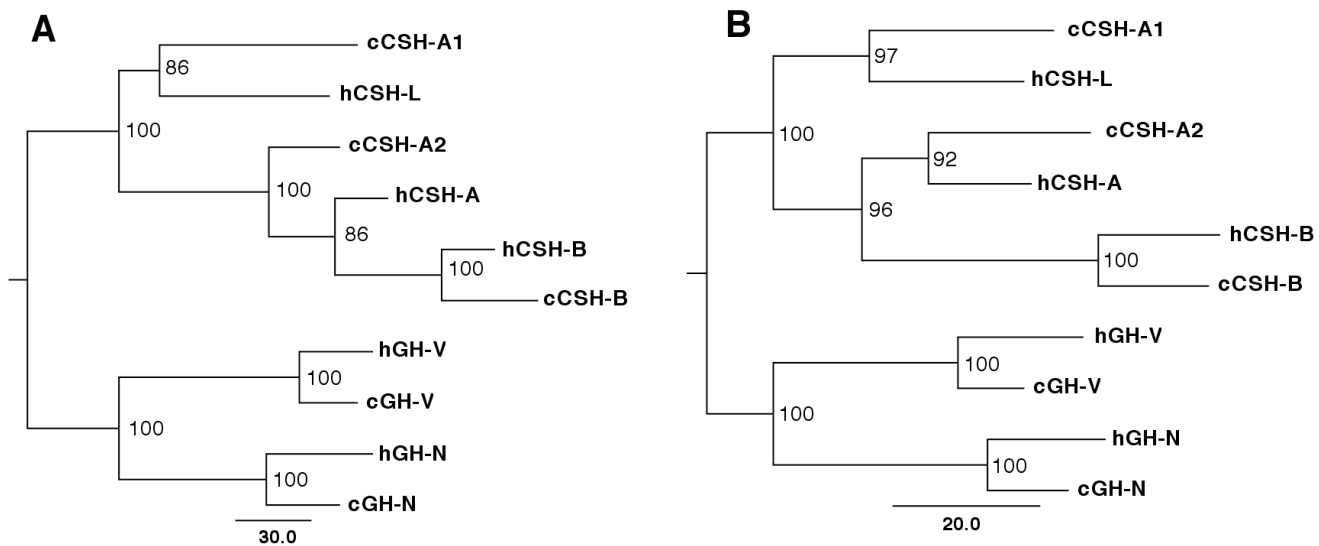 A
cCSH-A1
86
hCSH-L
100
cCSH-A2
100
hCSH-A
86
hCSH-B
100
cCSH-B
hGH-V
100
cGH-V
100
hGH-N
100
cGH-N
30.0
B
cCSH-A1
97
hCSH-L
100
cCSH-A2
92
hCSH-A
96
hCSH-B
100
cCSH-B
hGH-V
100
cGH-V
100
hGH-N
100
cGH-N
20.0